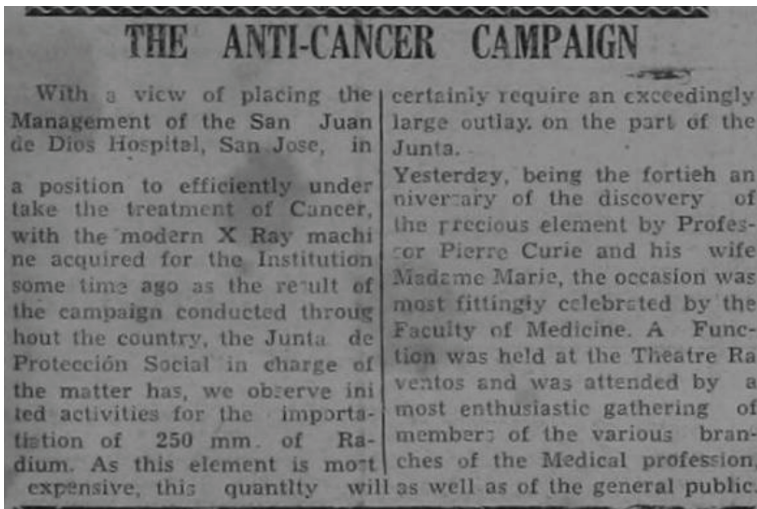 THE ANTI-CANCER CAMPAIGN
With a view of placing the
Management of the San Juan
de Dios Hospital, San Jose, in
a position to efficiently under
take the treatment of Cancer,
with the modern X Ray machi
ne acquired for the Institution
some time ago as the result of
the campaign conducted throug
hout the country, the Junta de
Protección Social in charge of
the matter has, we observe ini
ted activities for the importa-
tiation of 250 mm. of Ra-
dium. As this element is most
expensive, this quantity will
certainly require an exceedingly
large outlay. on the part of the
Junta.
Yesterday, being the fortieh an
niversary of the discovery of
the precious element by Profes-
sor Pierre Curie and his wife
Madame Marie, the occasion was
most fittingly celebrated by the
Faculty of Medicine. A Func-
tion was held at the Theatre Ra
ventos and was attended by a
most enthusiastic gathering of
members of the various bran-
ches of the Medical profession,
as well as of the general public.